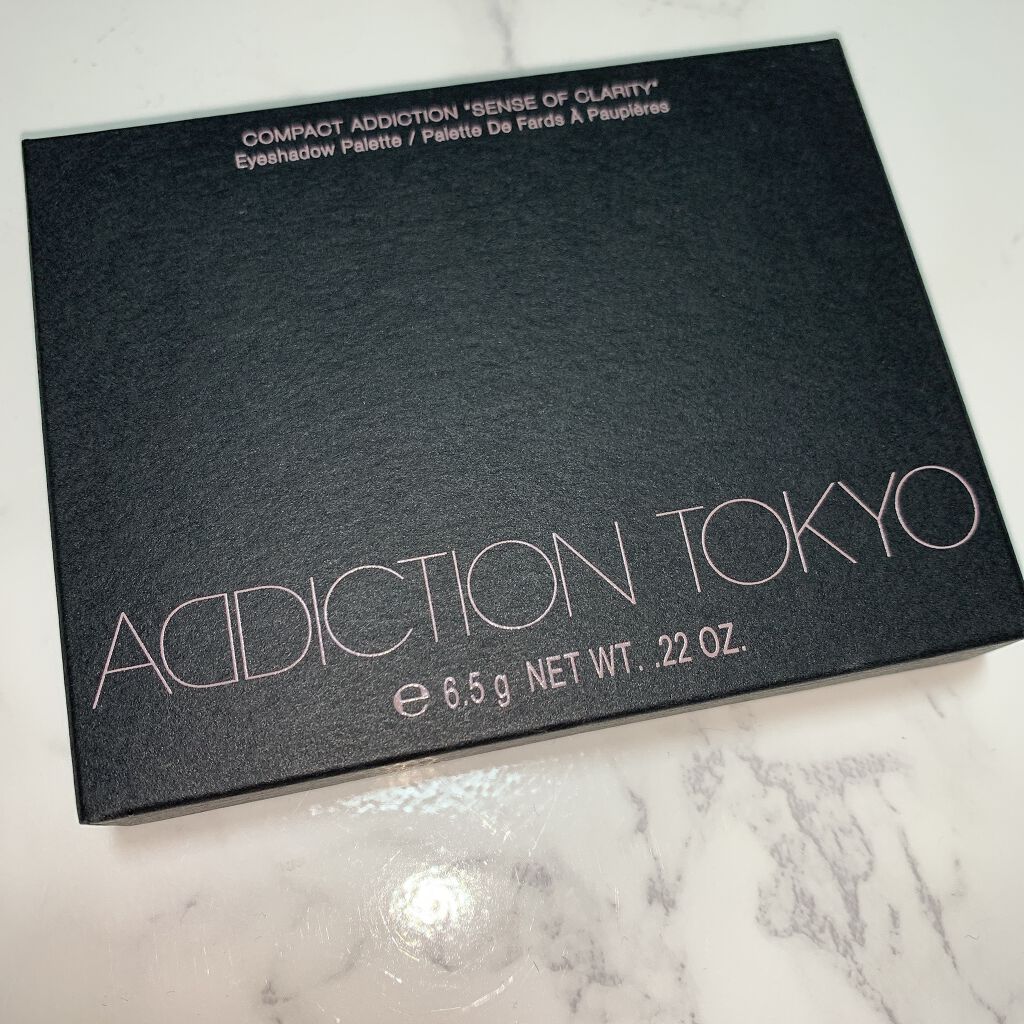 COMPACT ADDICTION "SENSE OF CLARITY"
Eyeshadow Palette / Palette De Fards À Paupières
ADDICTION TOKYO
℮ 6.5 g NET WT. .22 OZ.